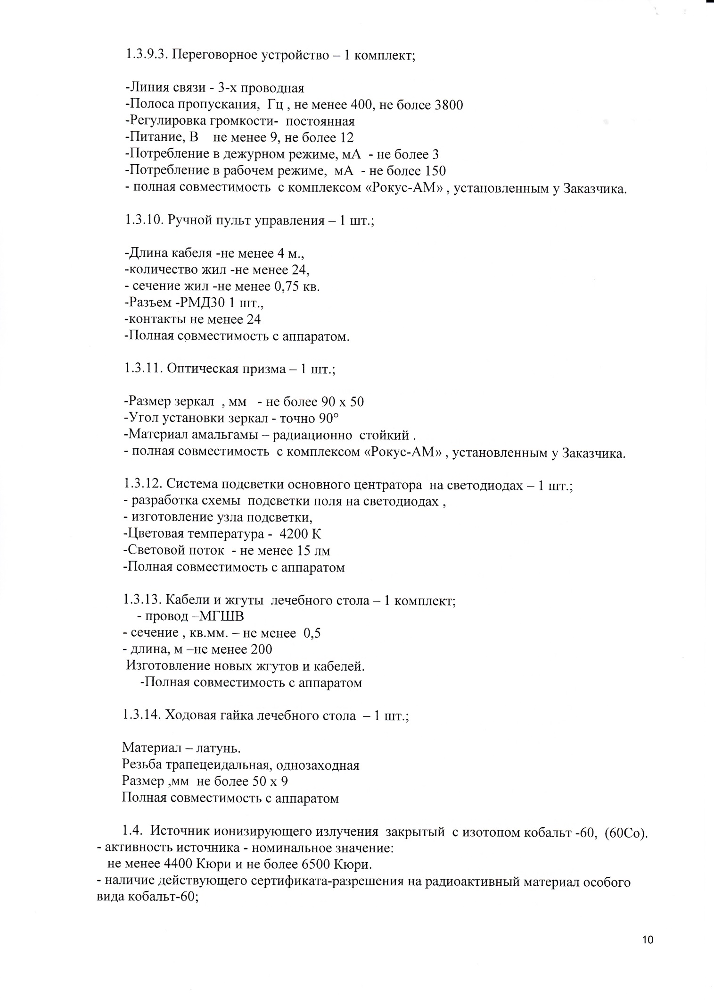 1.3.9.3. Переговорное устройство – 1 комплект;
-Линия связи - 3-х проводная
-Полоса пропускания, Гц , не менее 400, не более 3800
-Регулировка громкости- постоянная
-Питание, В не менее 9, не более 12
-Потребление в дежурном режиме, мА - не более 3
-Потребление в рабочем режиме, мА - не более 150
- полная совместимость с комплексом «Рокус-АМ» , установленным у Заказчика.
1.3.10. Ручной пульт управления – 1 шт.;
-Длина кабеля -не менее 4 м.,
-количество жил -не менее 24,
- сечение жил -не менее 0,75 кв.
-Разъем -РМД30 1 шт.,
-контакты не менее 24
-Полная совместимость с аппаратом.
1.3.11. Оптическая призма – 1 шт.;
-Размер зеркал , мм - не более 90 х 50
-Угол установки зеркал - точно 90°
-Материал амальгамы – радиационно стойкий .
- полная совместимость с комплексом «Рокус-АМ» , установленным у Заказчика.
1.3.12. Система подсветки основного центратора на светодиодах – 1 шт.;
- разработка схемы подсветки поля на светодиодах ,
- изготовление узла подсветки,
-Цветовая температура - 4200 К
-Световой поток - не менее 15 лм
-Полная совместимость с аппаратом
1.3.13. Кабели и жгуты лечебного стола – 1 комплект;
- провод –МГШВ
- сечение , кв.мм. – не менее 0,5
- длина, м –не менее 200
Изготовление новых жгутов и кабелей.
-Полная совместимость с аппаратом
1.3.14. Ходовая гайка лечебного стола – 1 шт.;
Материал – латунь.
Резьба трапецеидальная, однозаходная
Размер ,мм не более 50 х 9
Полная совместимость с аппаратом
1.4. Источник ионизирующего излучения закрытый с изотопом кобальт -60, (60Со).
- активность источника - номинальное значение:
не менее 4400 Кюри и не более 6500 Кюри.
- наличие действующего сертификата-разрешения на радиоактивный материал особого
вида кобальт-60;
10